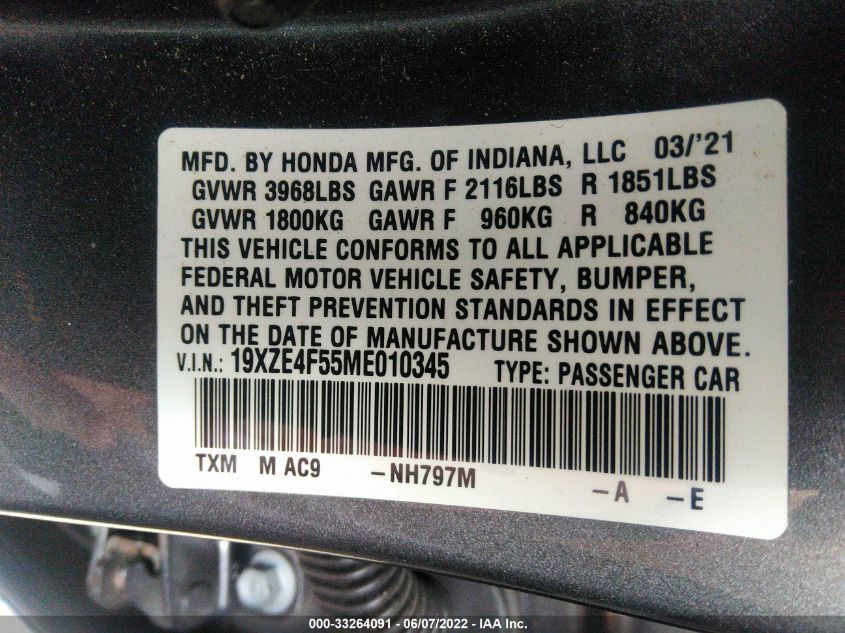 MFD. BY HONDA MFG. OF INDIANA, LLC 03/'21
GVWR 3968LBS GAWR F 2116LBS R 1851LBS
GVWR 1800KG GAWR F 960KG R 840KG
THIS VEHICLE CONFORMS TO ALL APPLICABLE
FEDERAL MOTOR VEHICLE SAFETY, BUMPER,
AND THEFT PREVENTION STANDARDS IN EFFECT
ON THE DATE OF MANUFACTURE SHOWN ABOVE.
V.I.N.: 19XZE4F55ME010345 TYPE: PASSENGER CAR
TXM M AC9 -NH797M -A -E
000-33264091 - 06/07/2022 - IAA Inc.